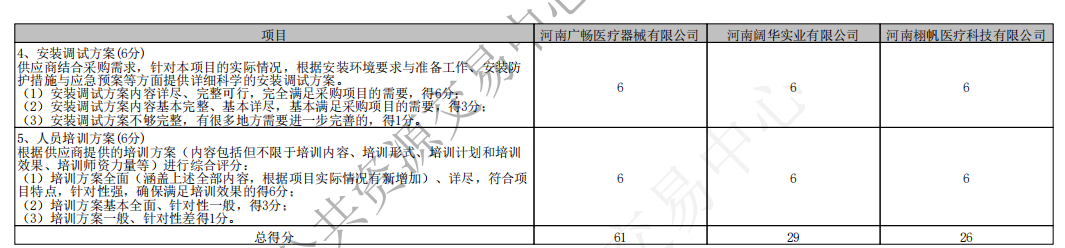 项目 河南广畅医疗器械有限公司 河南阔华实业有限公司 河南栩帆医疗科技有限公司
4、安装调试方案(6分)
供应商结合采购需求，针对本项目的实际情况，根据安装环境要求与准备工作、安装防
护措施与应急预案等方面提供详细科学的安装调试方案。
（1）安装调试方案内容详尽、完整可行，完全满足采购项目的需要，得6分；
（2）安装调试方案内容基本完整、基本详尽，基本满足采购项目的需要，得3分；
（3）安装调试方案不够完整，有很多地方需要进一步完善的，得1分。
6 6 6
5、人员培训方案(6分)
根据供应商提供的培训方案（内容包括但不限于培训内容、培训形式、培训计划和培训
效果、培训师资力量等）进行综合评分：
（1）培训方案全面（涵盖上述全部内容，根据项目实际情况有新增加）、详尽，符合项
目特点，针对性强，确保满足培训效果的得6分；
（2）培训方案基本全面、针对性一般，得3分；
（3）培训方案一般、针对性差得1分。
6 6 6
总得分 61 29 26
公共资源交易中心
交易中心